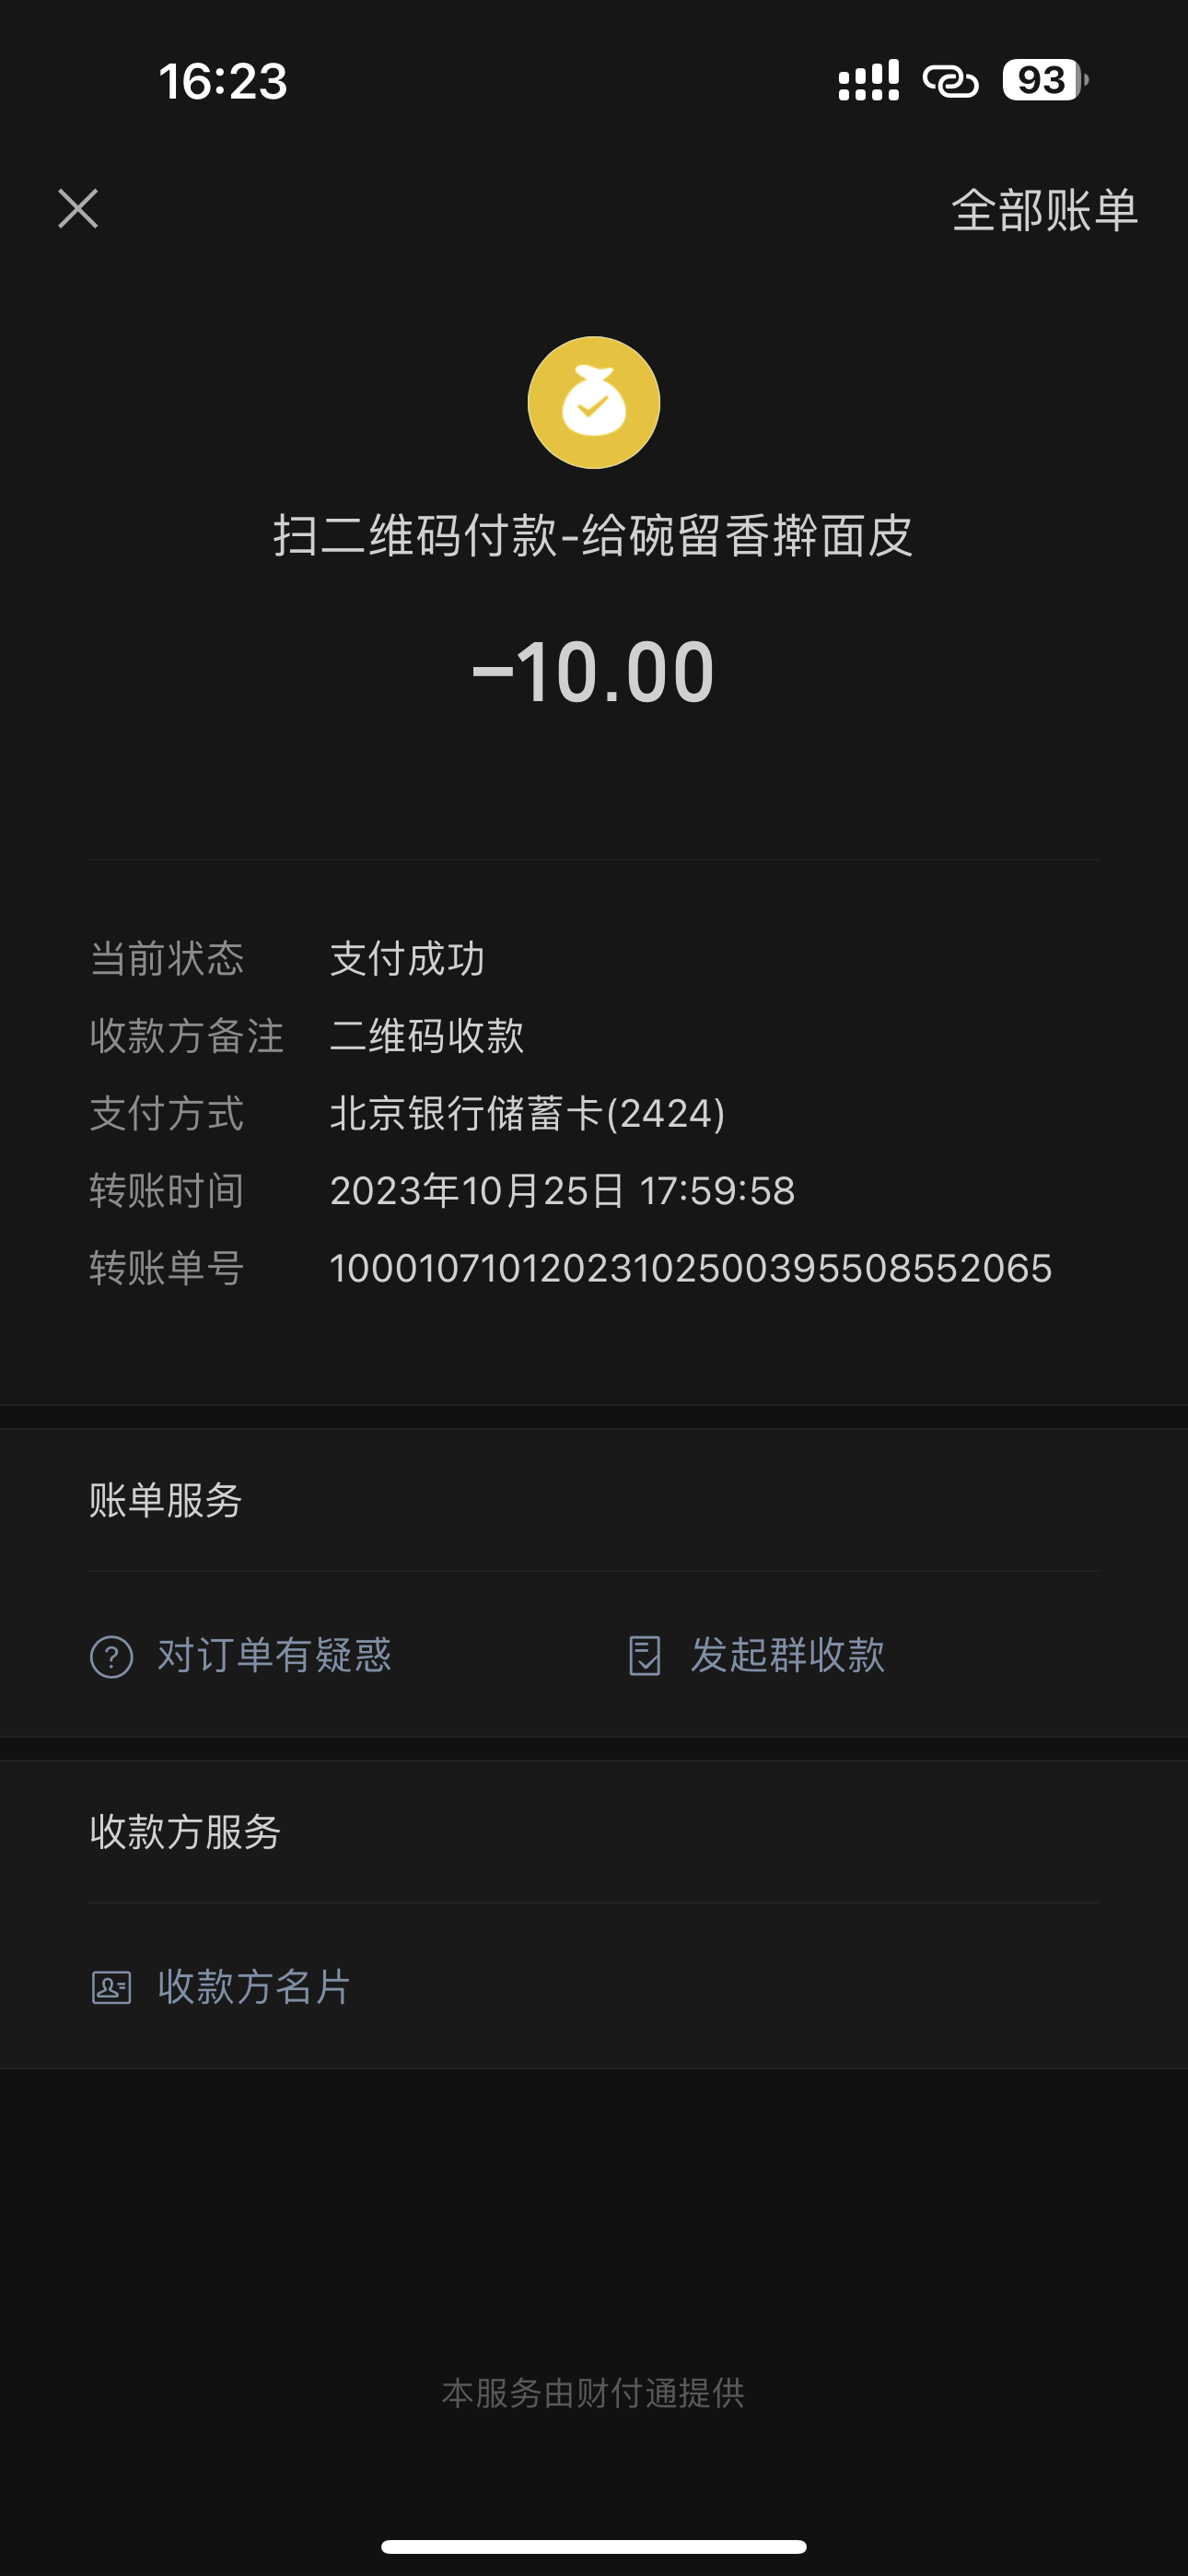 16:23
93
全部账单
扫二维码付款-给碗留香擀面皮
-10.00
当前状态 支付成功
收款方备注 二维码收款
支付方式 北京银行储蓄卡(2424)
转账时间 2023年10月25日 17:59:58
转账单号 1000107101202310250039550855​2065
账单服务
对订单有疑惑 发起群收款
收款方服务
收款方名片
本服务由财付通提供